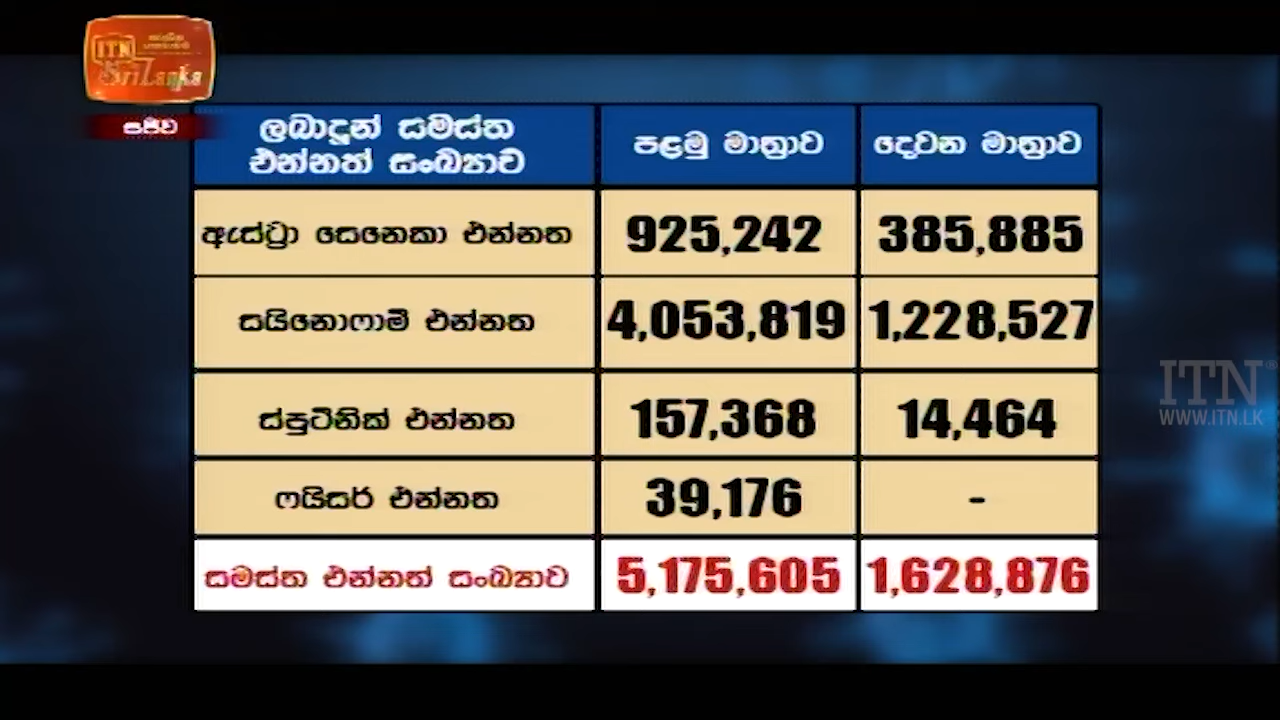 ITN
Sri Lanka
සජීව
ලබාදුන් සමස්ත
එන්නත් සංඛ්‍යාව
පළමු මාත්‍රාව
දෙවන මාත්‍රාව
ඇස්ට්‍රා සෙනෙකා එන්නත
925,242
385,885
සයිනොෆාම් එන්නත
4,053,819
1,228,527
ස්පුට්නික් එන්නත
157,368
14,464
ෆයිසර් එන්නත
39,176
-
සමස්ත එන්නත් සංඛ්‍යාව
5,175,605
1,628,876
ITN®
WWW.ITN.LK